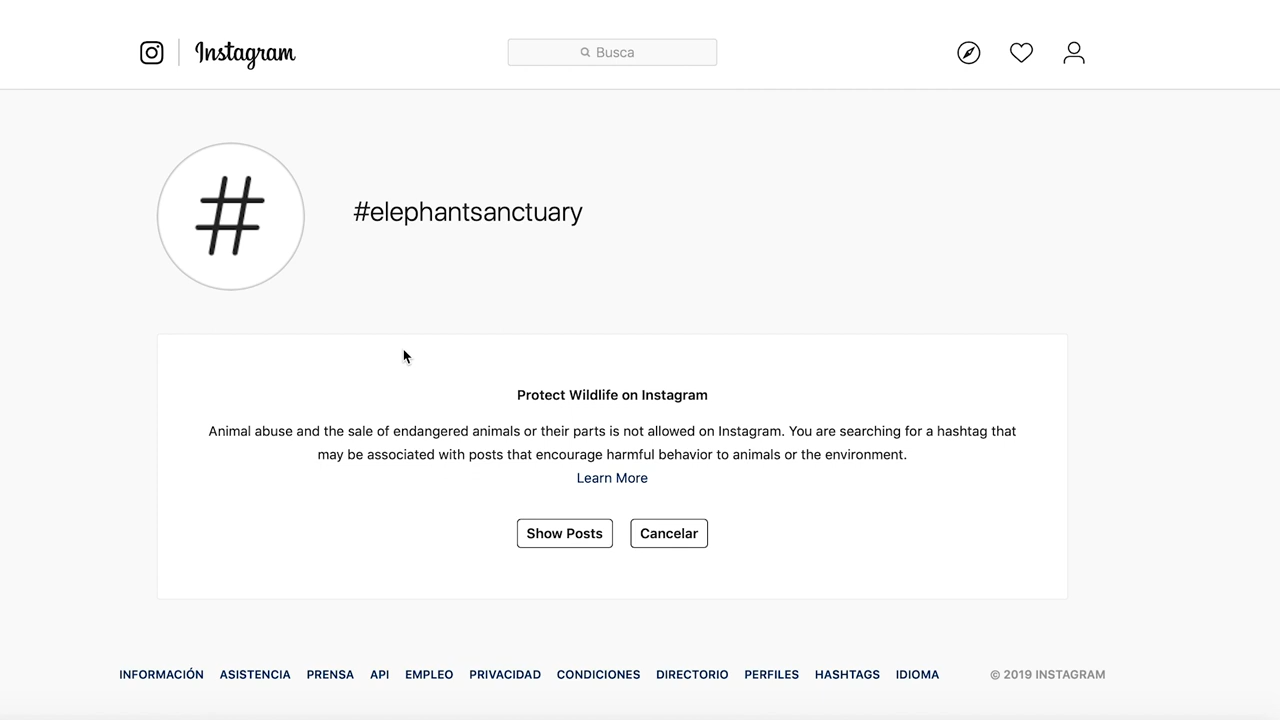 Instagram
Busca
#elephantsanctuary
Protect Wildlife on Instagram
Animal abuse and the sale of endangered animals or their parts is not allowed on Instagram. You are searching for a hashtag that
may be associated with posts that encourage harmful behavior to animals or the environment.
Learn More
Show Posts Cancelar
INFORMACIÓN ASISTENCIA PRENSA API EMPLEO PRIVACIDAD CONDICIONES DIRECTORIO PERFILES HASHTAGS IDIOMA © 2019 INSTAGRAM